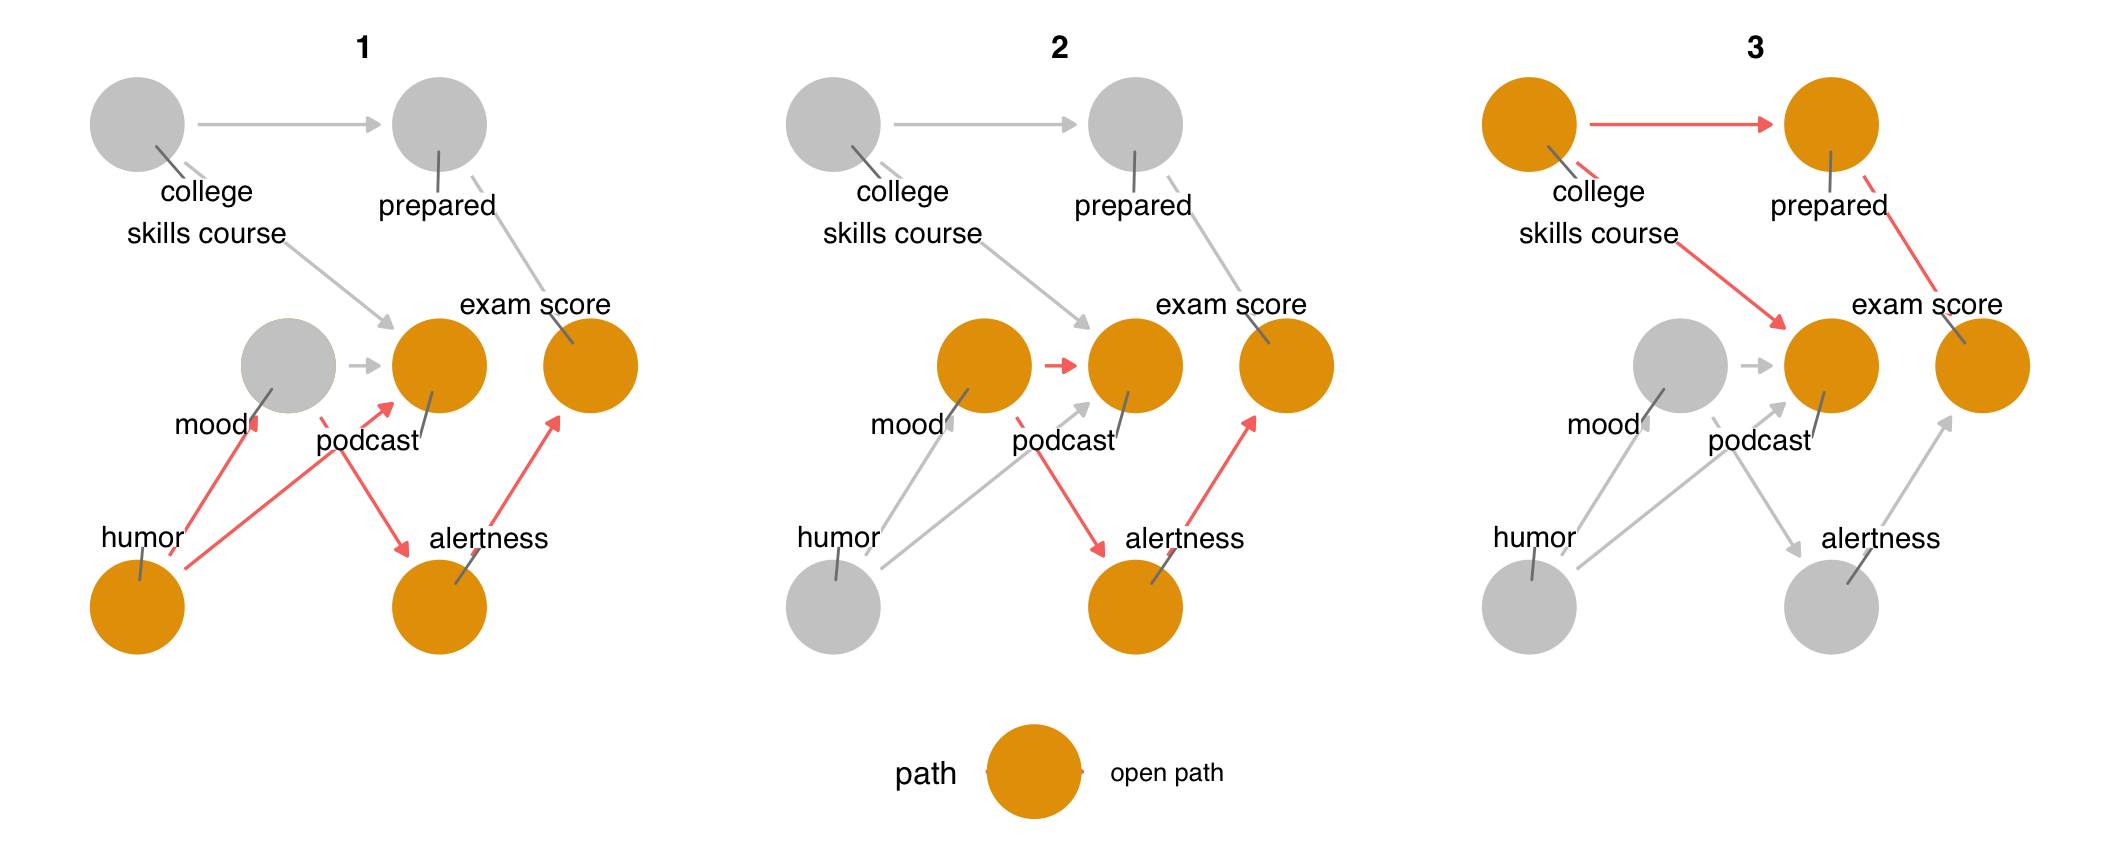 1
college
prepared
skills course
exam score
mood
podcast
humor
alertness
2
college
prepared
skills course
exam score
mood
podcast
humor
alertness
3
college
prepared
skills course
exam score
mood
podcast
humor
alertness
path
open path